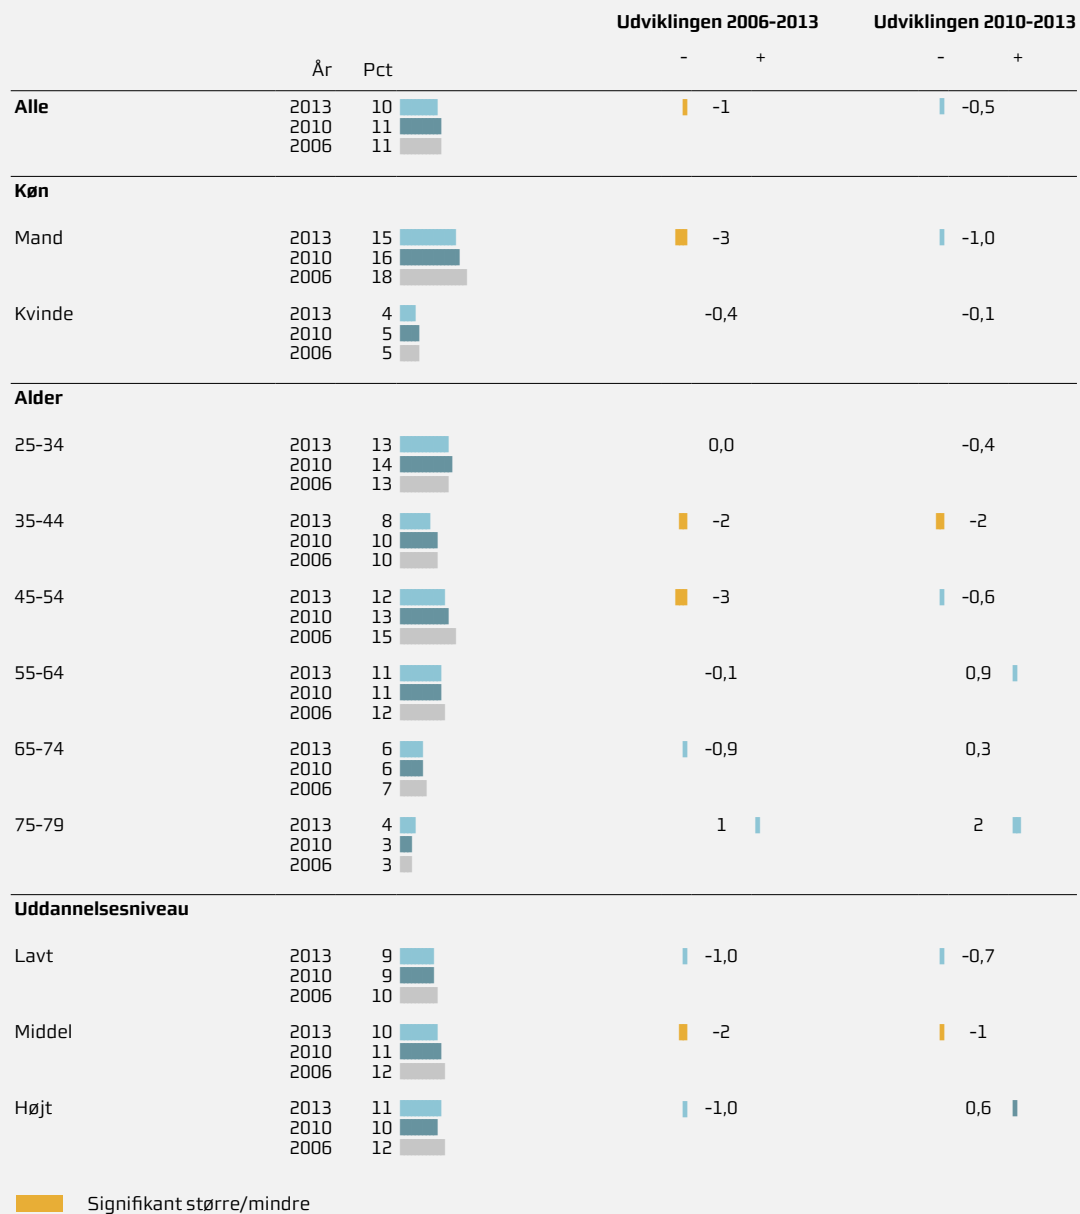 Udviklingen 2006-2013 Udviklingen 2010-2013
- + - +
År Pct
Alle 2013 10 -1 -0,5
2010 11
2006 11
Køn
Mand 2013 15 -3 -1,0
2010 16
2006 18
Kvinde 2013 4 -0,4 -0,1
2010 5
2006 5
Alder
25-34 2013 13 0,0 -0,4
2010 14
2006 13
35-44 2013 8 -2 -2
2010 10
2006 10
45-54 2013 12 -3 -0,6
2010 13
2006 15
55-64 2013 11 -0,1 0,9
2010 11
2006 12
65-74 2013 6 -0,9 0,3
2010 6
2006 7
75-79 2013 4 1 2
2010 3
2006 3
Uddannelsesniveau
Lavt 2013 9 -1,0 -0,7
2010 9
2006 10
Middel 2013 10 -2 -1
2010 11
2006 12
Højt 2013 11 -1,0 0,6
2010 10
2006 12
Signifikant større/mindre